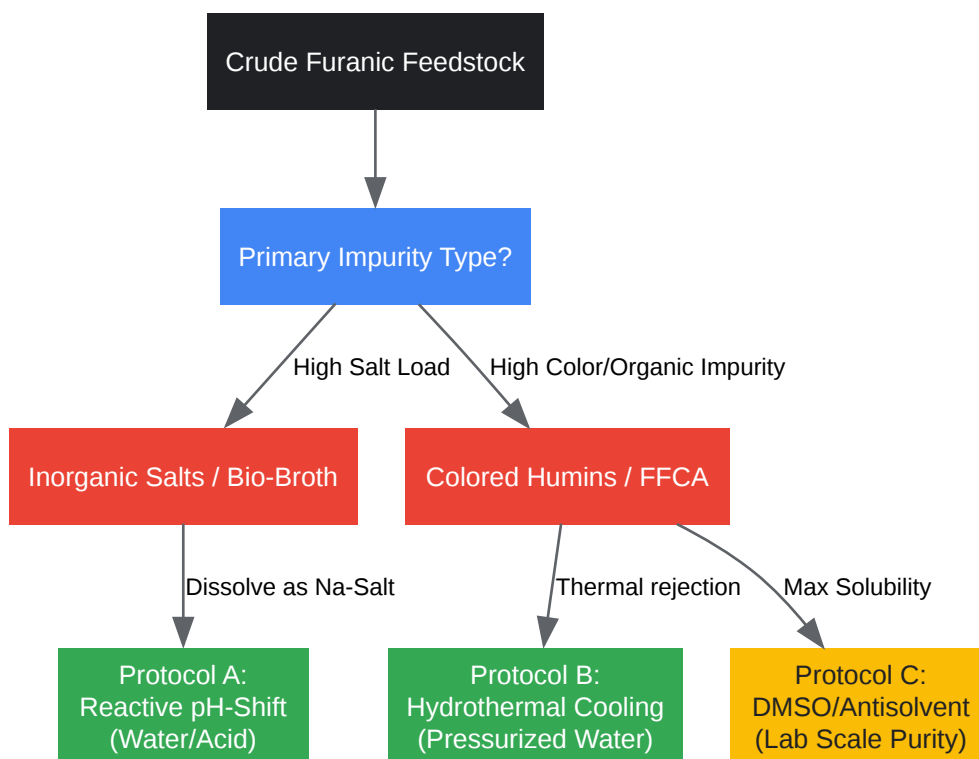 Crude Furanic Feedstock
Primary Impurity Type?
High Salt Load
High Color/Organic Impurity
Inorganic Salts / Bio-Broth
Colored Humins / FFCA
Dissolve as Na-Salt
Thermal rejection
Max Solubility
Protocol A:
Reactive pH-Shift
(Water/Acid)
Protocol B:
Hydrothermal Cooling
(Pressurized Water)
Protocol C:
DMSO/Antisolvent
(Lab Scale Purity)